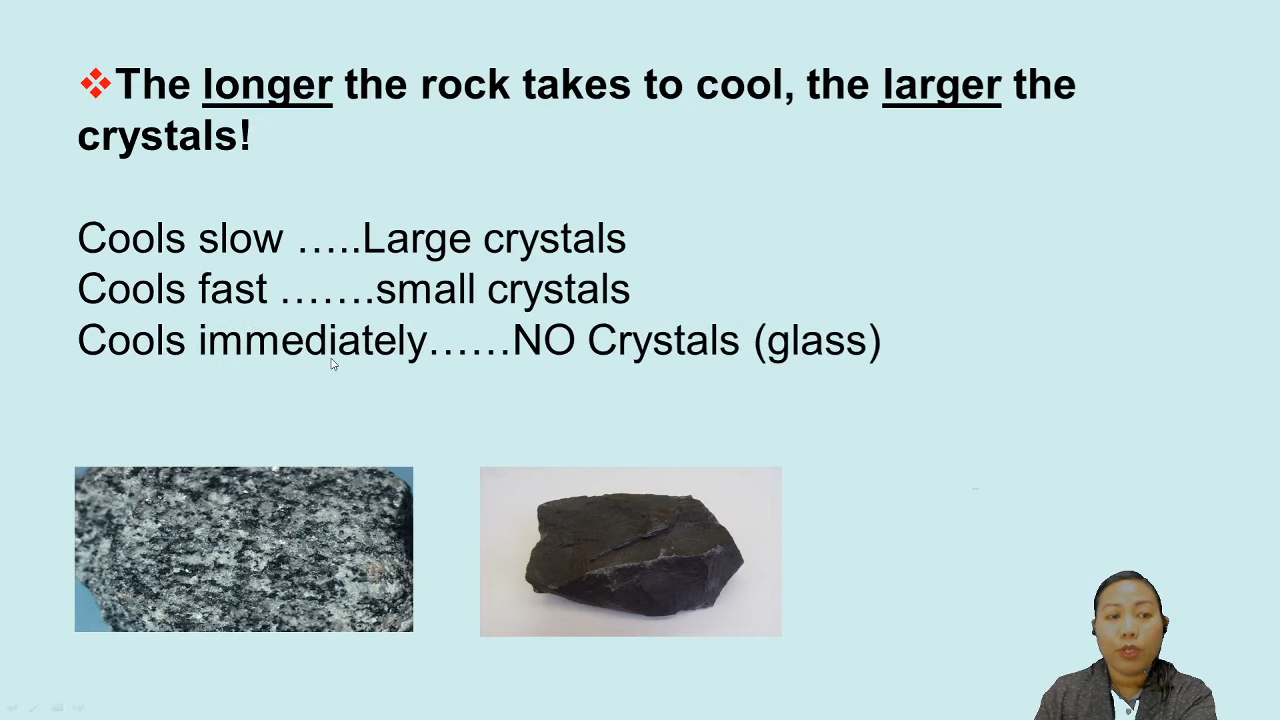 The longer the rock takes to cool, the larger the
crystals!
Cools slow …..Large crystals
Cools fast …….small crystals
Cools immediately……NO Crystals (glass)